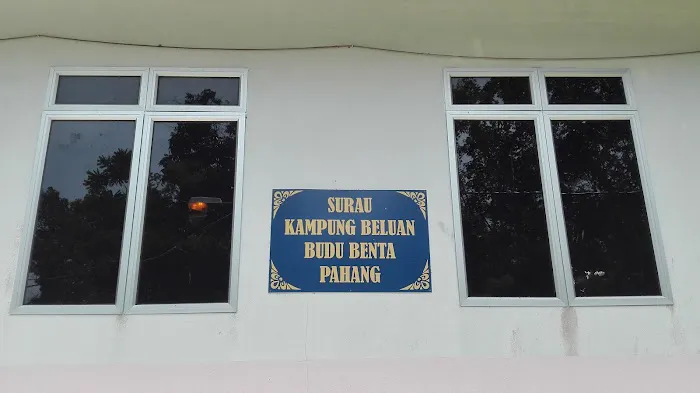 SURAU
KAMPUNG BELUAN
BUDU BENTA
PAHANG